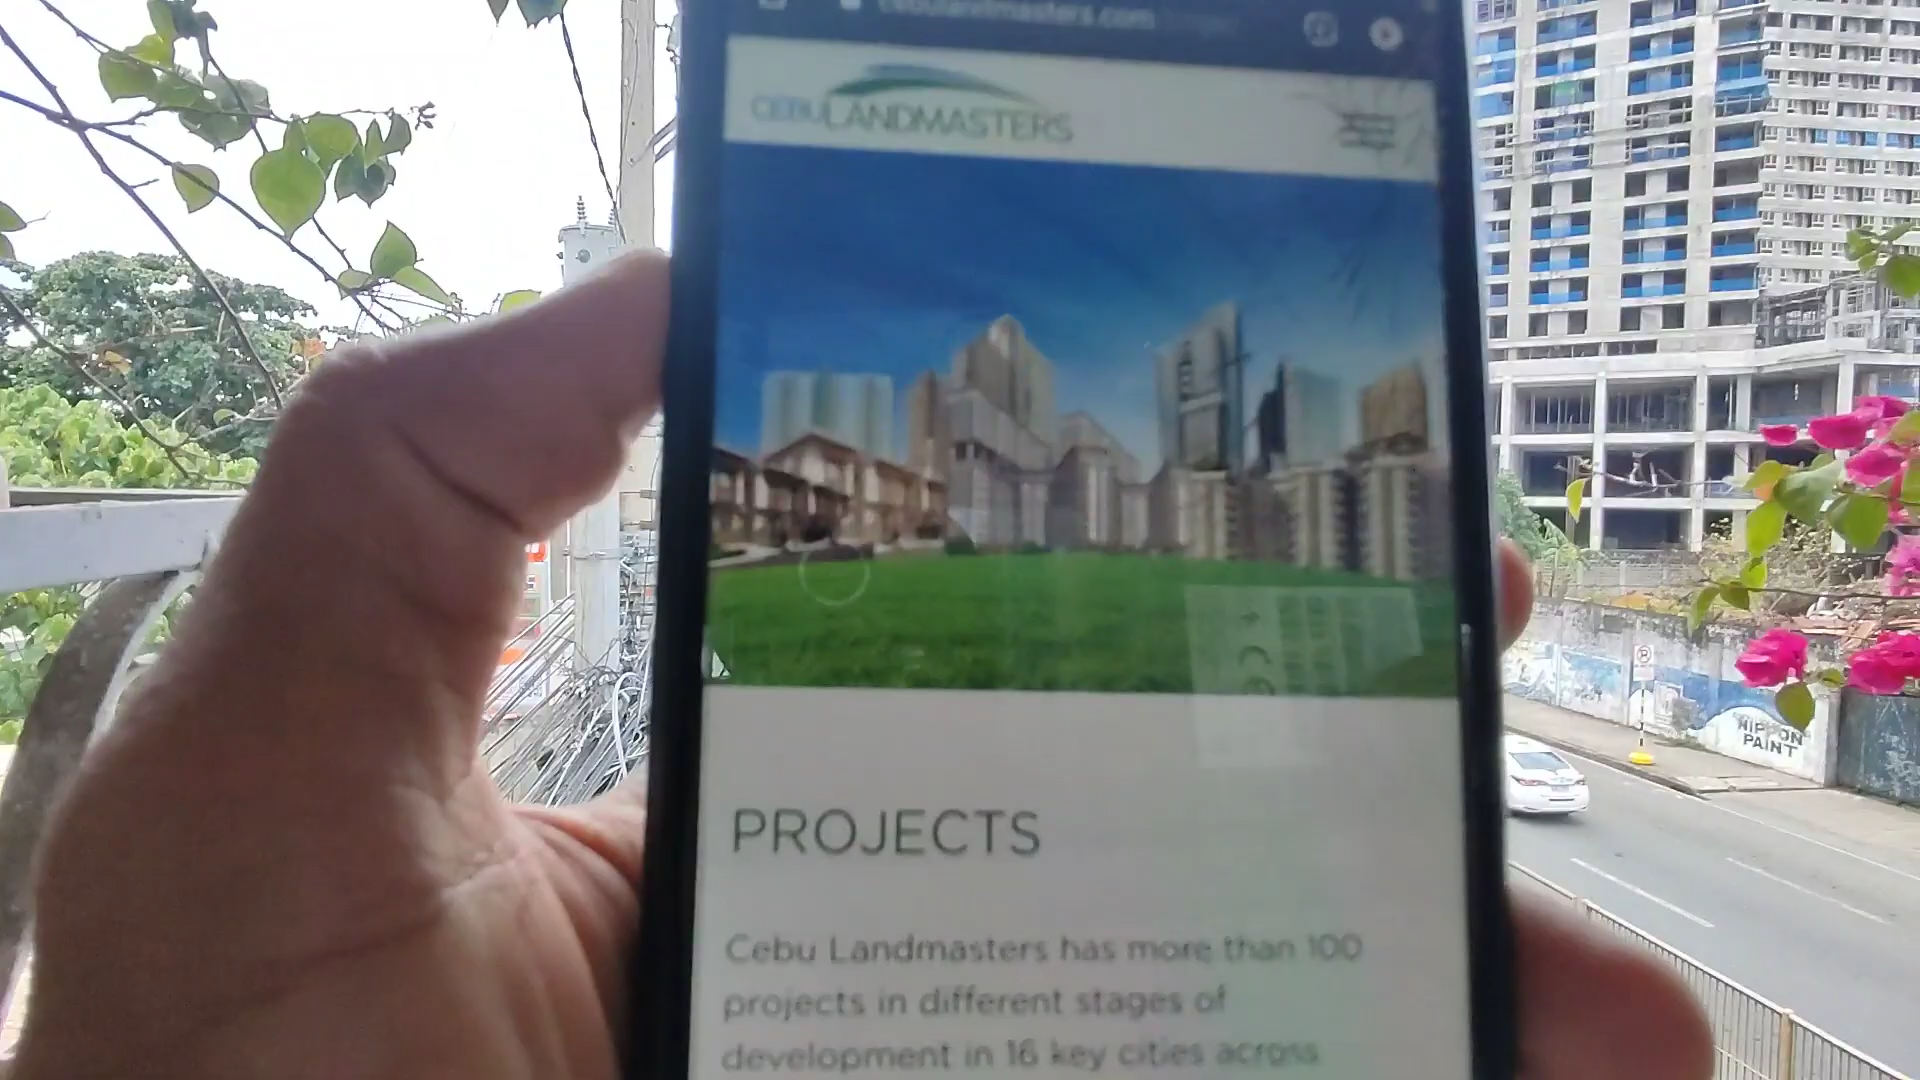 cebulandmasters.com
CEBU LANDMASTERS
PROJECTS
Cebu Landmasters has more than 100
projects in different stages of
development in 16 key cities across
NIPPON
PAINT